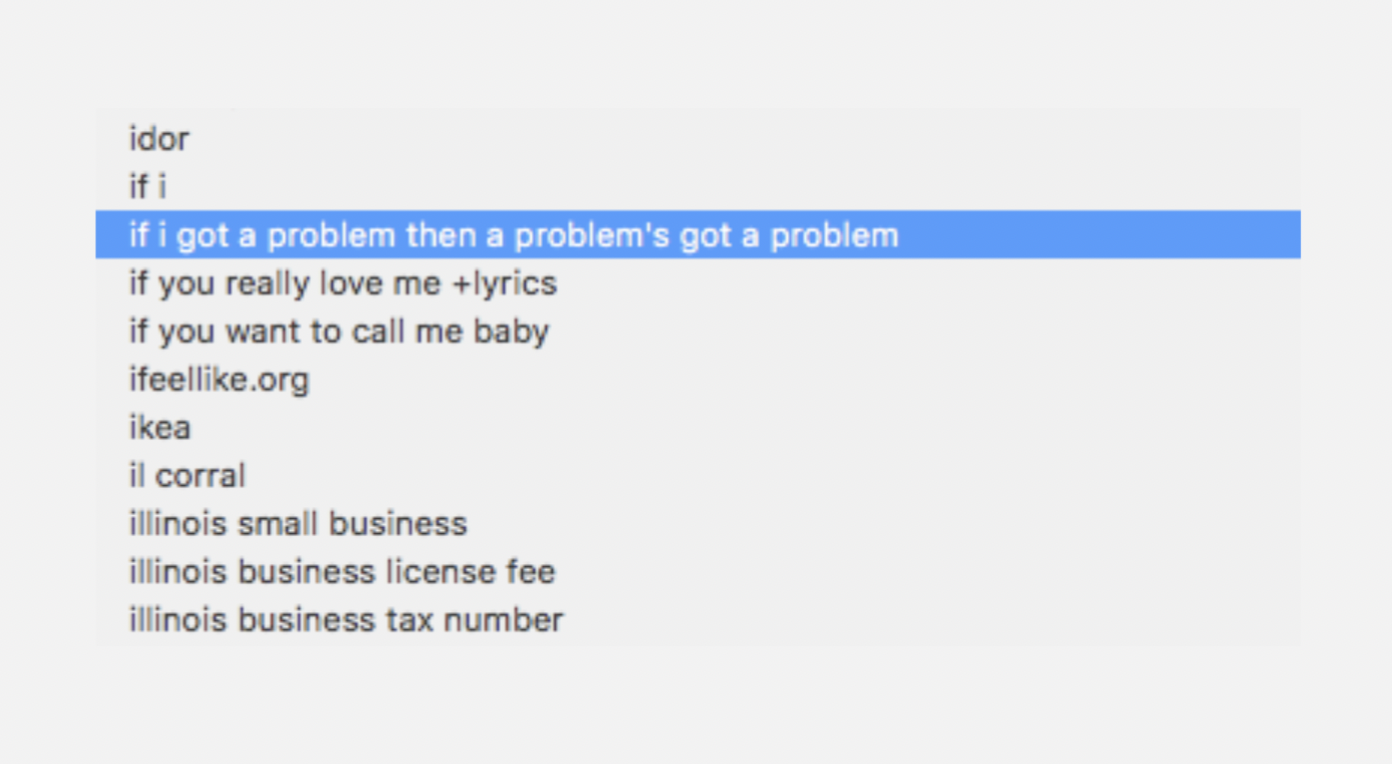 idor
if i
if i got a problem then a problem's got a problem
if you really love me +lyrics
if you want to call me baby
ifeellike.org
ikea
il corral
illinois small business
illinois business license fee
illinois business tax number